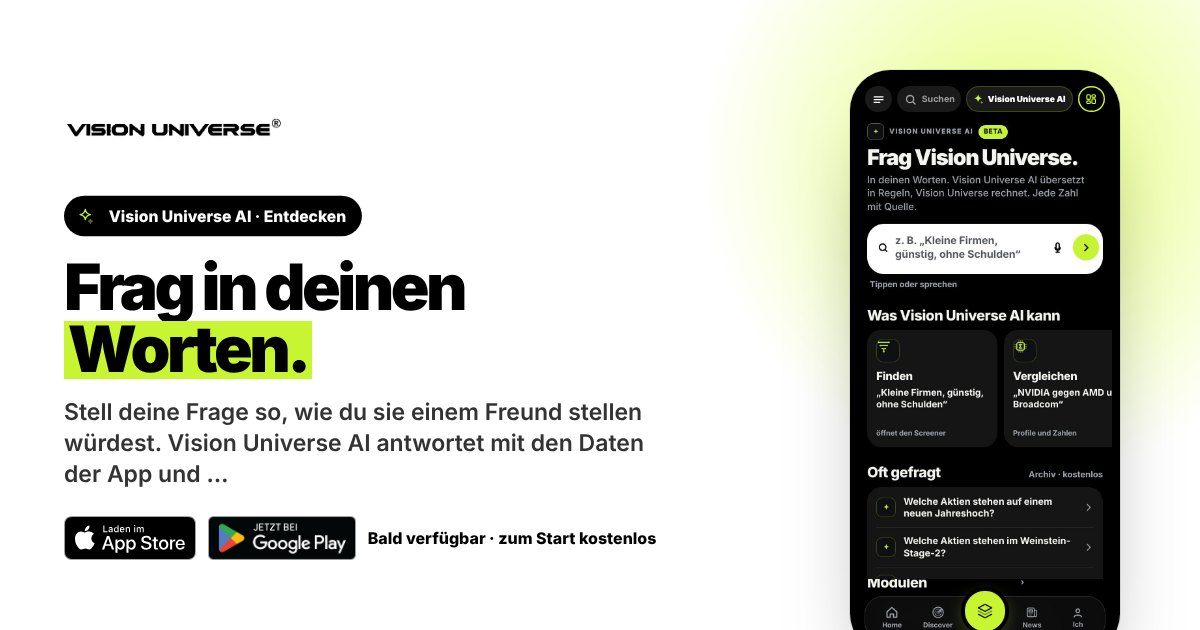 VISION UNIVERSE®
Vision Universe AI · Entdecken
Frag in deinen
Worten.
Stell deine Frage so, wie du sie einem Freund stellen
würdest. Vision Universe AI antwortet mit den Daten
der App und ...
Laden im
App Store
JETZT BEI
Google Play
Bald verfügbar · zum Start kostenlos
Suchen
Vision Universe AI
VISION UNIVERSE AI BETA
Frag Vision Universe.
In deinen Worten. Vision Universe AI übersetzt
in Regeln, Vision Universe rechnet. Jede Zahl
mit Quelle.
z. B. „Kleine Firmen,
günstig, ohne Schulden“
Tippen oder sprechen
Was Vision Universe AI kann
Finden
„Kleine Firmen, günstig,
ohne Schulden“
öffnet den Screener
Vergleichen
„NVIDIA gegen AMD u
Broadcom“
Profile und Zahlen
Oft gefragt
Archiv · kostenlos
Welche Aktien stehen auf einem
neuen Jahreshoch?
Welche Aktien stehen im Weinstein-
Stage-2?
Modulen
Home
Discover
News
Ich